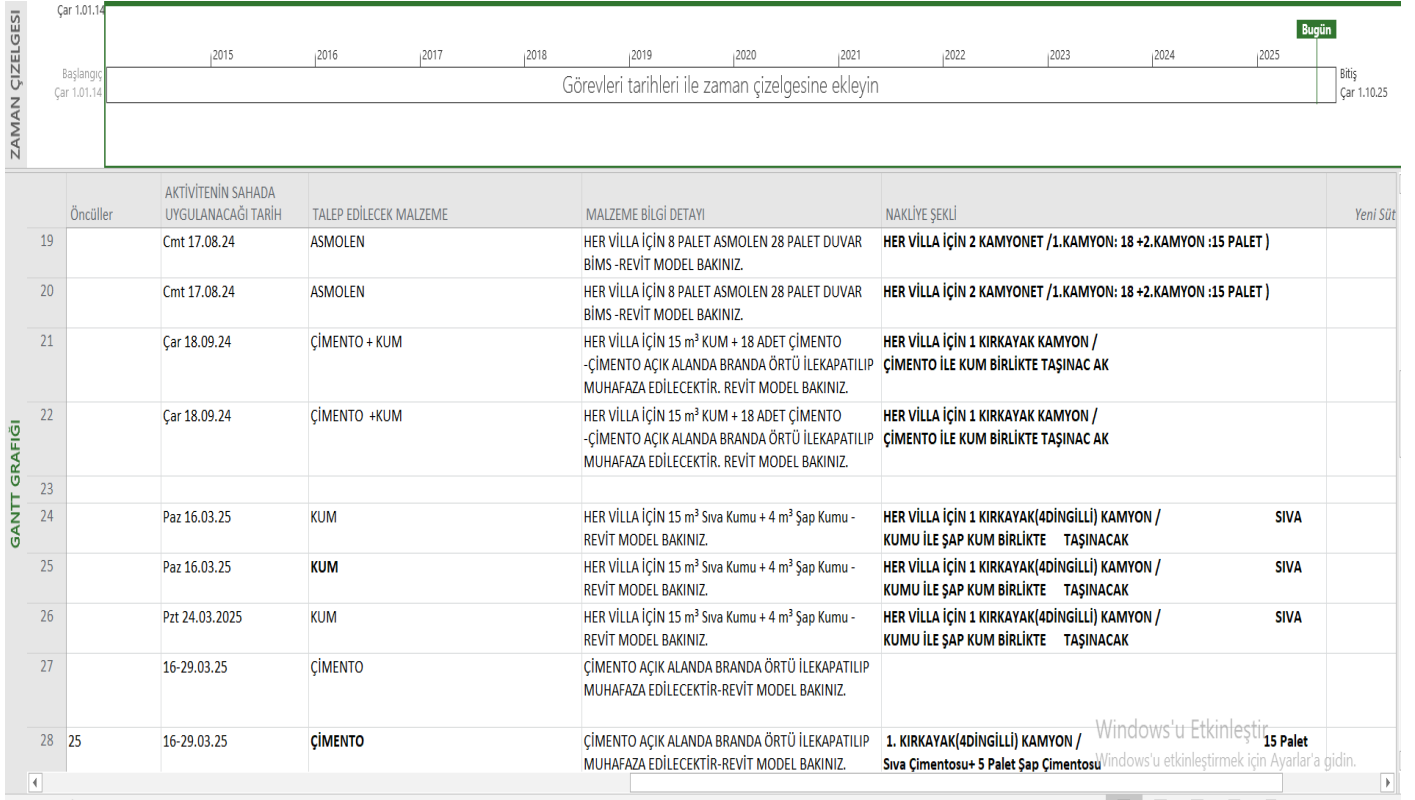 ZAMAN ÇİZELGESİ
Çar 1.01.14
Bugün
2015 2016 2017 2018 2019 2020 2021 2022 2023 2024 2025
Başlangıç
Çar 1.01.14
Görevleri tarihleri ile zaman çizelgesine ekleyin
Bitiş
Çar 1.10.25
GANTT GRAFİĞİ
Öncüller
AKTİVİTENİN SAHADA
UYGULANACAĞI TARİH
TALEP EDİLECEK MALZEME
MALZEME BİLGİ DETAYI
NAKLİYE ŞEKLİ
Yeni Süt
19 Cmt 17.08.24 ASMOLEN HER VİLLA İÇİN 8 PALET ASMOLEN 28 PALET DUVAR HER VİLLA İÇİN 2 KAMYONET /1.KAMYON: 18 +2.KAMYON :15 PALET )
BİMS -REVİT MODEL BAKINIZ.
20 Cmt 17.08.24 ASMOLEN HER VİLLA İÇİN 8 PALET ASMOLEN 28 PALET DUVAR HER VİLLA İÇİN 2 KAMYONET /1.KAMYON: 18 +2.KAMYON :15 PALET )
BİMS -REVİT MODEL BAKINIZ.
21 Çar 18.09.24 ÇİMENTO + KUM HER VİLLA İÇİN 15 m³ KUM + 18 ADET ÇİMENTO HER VİLLA İÇİN 1 KIRKAYAK KAMYON /
-ÇİMENTO AÇIK ALANDA BRANDA ÖRTÜ İLEKAPATILIP ÇİMENTO İLE KUM BİRLİKTE TAŞINAC AK
MUHAFAZA EDİLECEKTİR. REVİT MODEL BAKINIZ.
22 Çar 18.09.24 ÇİMENTO +KUM HER VİLLA İÇİN 15 m³ KUM + 18 ADET ÇİMENTO HER VİLLA İÇİN 1 KIRKAYAK KAMYON /
-ÇİMENTO AÇIK ALANDA BRANDA ÖRTÜ İLEKAPATILIP ÇİMENTO İLE KUM BİRLİKTE TAŞINAC AK
MUHAFAZA EDİLECEKTİR. REVİT MODEL BAKINIZ.
23
24 Paz 16.03.25 KUM HER VİLLA İÇİN 15 m³ Sıva Kumu + 4 m³ Şap Kumu - HER VİLLA İÇİN 1 KIRKAYAK(4DİNGİLLİ) KAMYON / SIVA
REVİT MODEL BAKINIZ. KUMU İLE ŞAP KUM BİRLİKTE TAŞINACAK
25 Paz 16.03.25 KUM HER VİLLA İÇİN 15 m³ Sıva Kumu + 4 m³ Şap Kumu - HER VİLLA İÇİN 1 KIRKAYAK(4DİNGİLLİ) KAMYON / SIVA
REVİT MODEL BAKINIZ. KUMU İLE ŞAP KUM BİRLİKTE TAŞINACAK
26 Pzt 24.03.2025 KUM HER VİLLA İÇİN 15 m³ Sıva Kumu + 4 m³ Şap Kumu - HER VİLLA İÇİN 1 KIRKAYAK(4DİNGİLLİ) KAMYON / SIVA
REVİT MODEL BAKINIZ. KUMU İLE ŞAP KUM BİRLİKTE TAŞINACAK
27 16-29.03.25 ÇİMENTO ÇİMENTO AÇIK ALANDA BRANDA ÖRTÜ İLEKAPATILIP
MUHAFAZA EDİLECEKTİR-REVİT MODEL BAKINIZ.
28 25 16-29.03.25 ÇİMENTO ÇİMENTO AÇIK ALANDA BRANDA ÖRTÜ İLEKAPATILIP 1. KIRKAYAK(4DİNGİLLİ) KAMYON / 15 Palet
MUHAFAZA EDİLECEKTİR-REVİT MODEL BAKINIZ. Sıva Çimentosu+ 5 Palet Şap Çimentosu
Windows'u Etkinleştir
Windows'u etkinleştirmek için Ayarlar'a gidin.